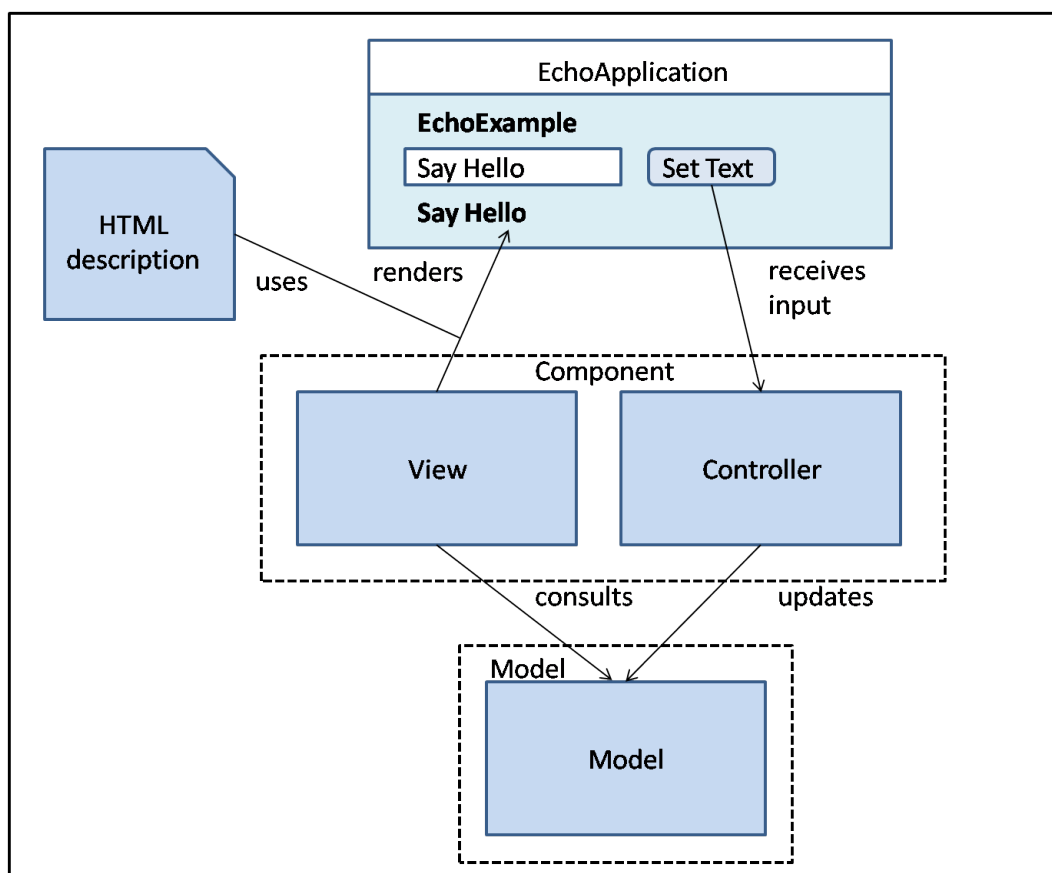 EchoApplication
EchoExample
Say Hello
Set Text
Say Hello
HTML
description
uses
renders
receives
input
Component
View
Controller
consults
updates
Model
Model